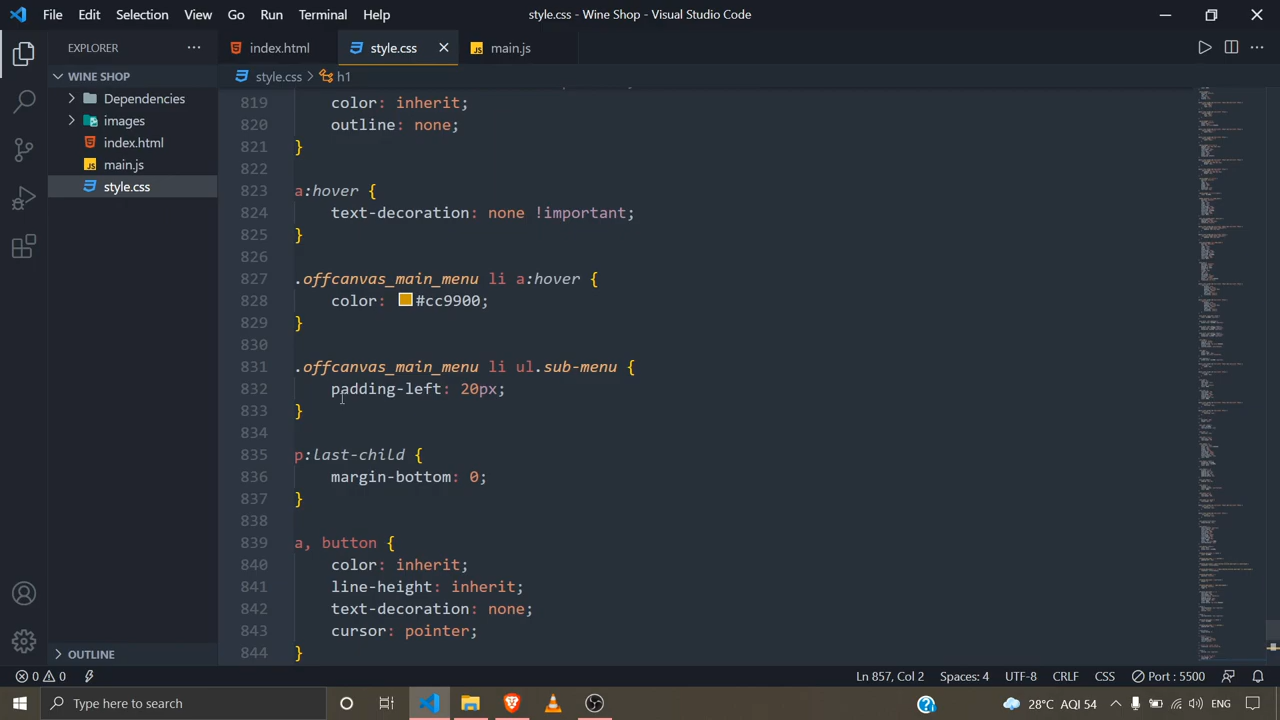 File Edit Selection View Go Run Terminal Help style.css - Wine Shop - Visual Studio Code
EXPLORER
WINE SHOP
Dependencies
images
index.html
main.js
style.css
OUTLINE
index.html style.css main.js
style.css > h1
819 color: inherit;
820 outline: none;
821 }
822
823 a:hover {
824 text-decoration: none !important;
825 }
826
827 .offcanvas_main_menu li a:hover {
828 color: #cc9900;
829 }
830
831 .offcanvas_main_menu li ul.sub-menu {
832 padding-left: 20px;
833 }
834
835 p:last-child {
836 margin-bottom: 0;
837 }
838
839 a, button {
840 color: inherit;
841 line-height: inherit;
842 text-decoration: none;
843 cursor: pointer;
844 }
0 0 Ln 857, Col 2 Spaces: 4 UTF-8 CRLF CSS Port : 5500
Type here to search 28°C AQI 54 ENG